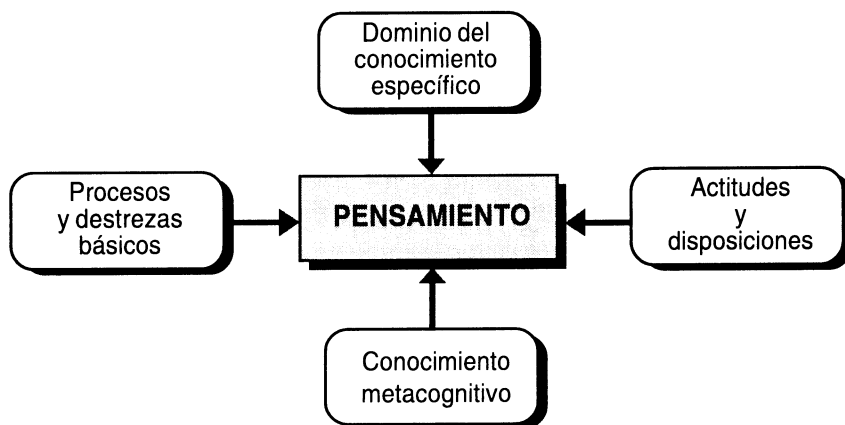 Dominio del
conocimiento
específico
Procesos
y destrezas
básicos
PENSAMIENTO
Actitudes
y
disposiciones
Conocimiento
metacognitivo